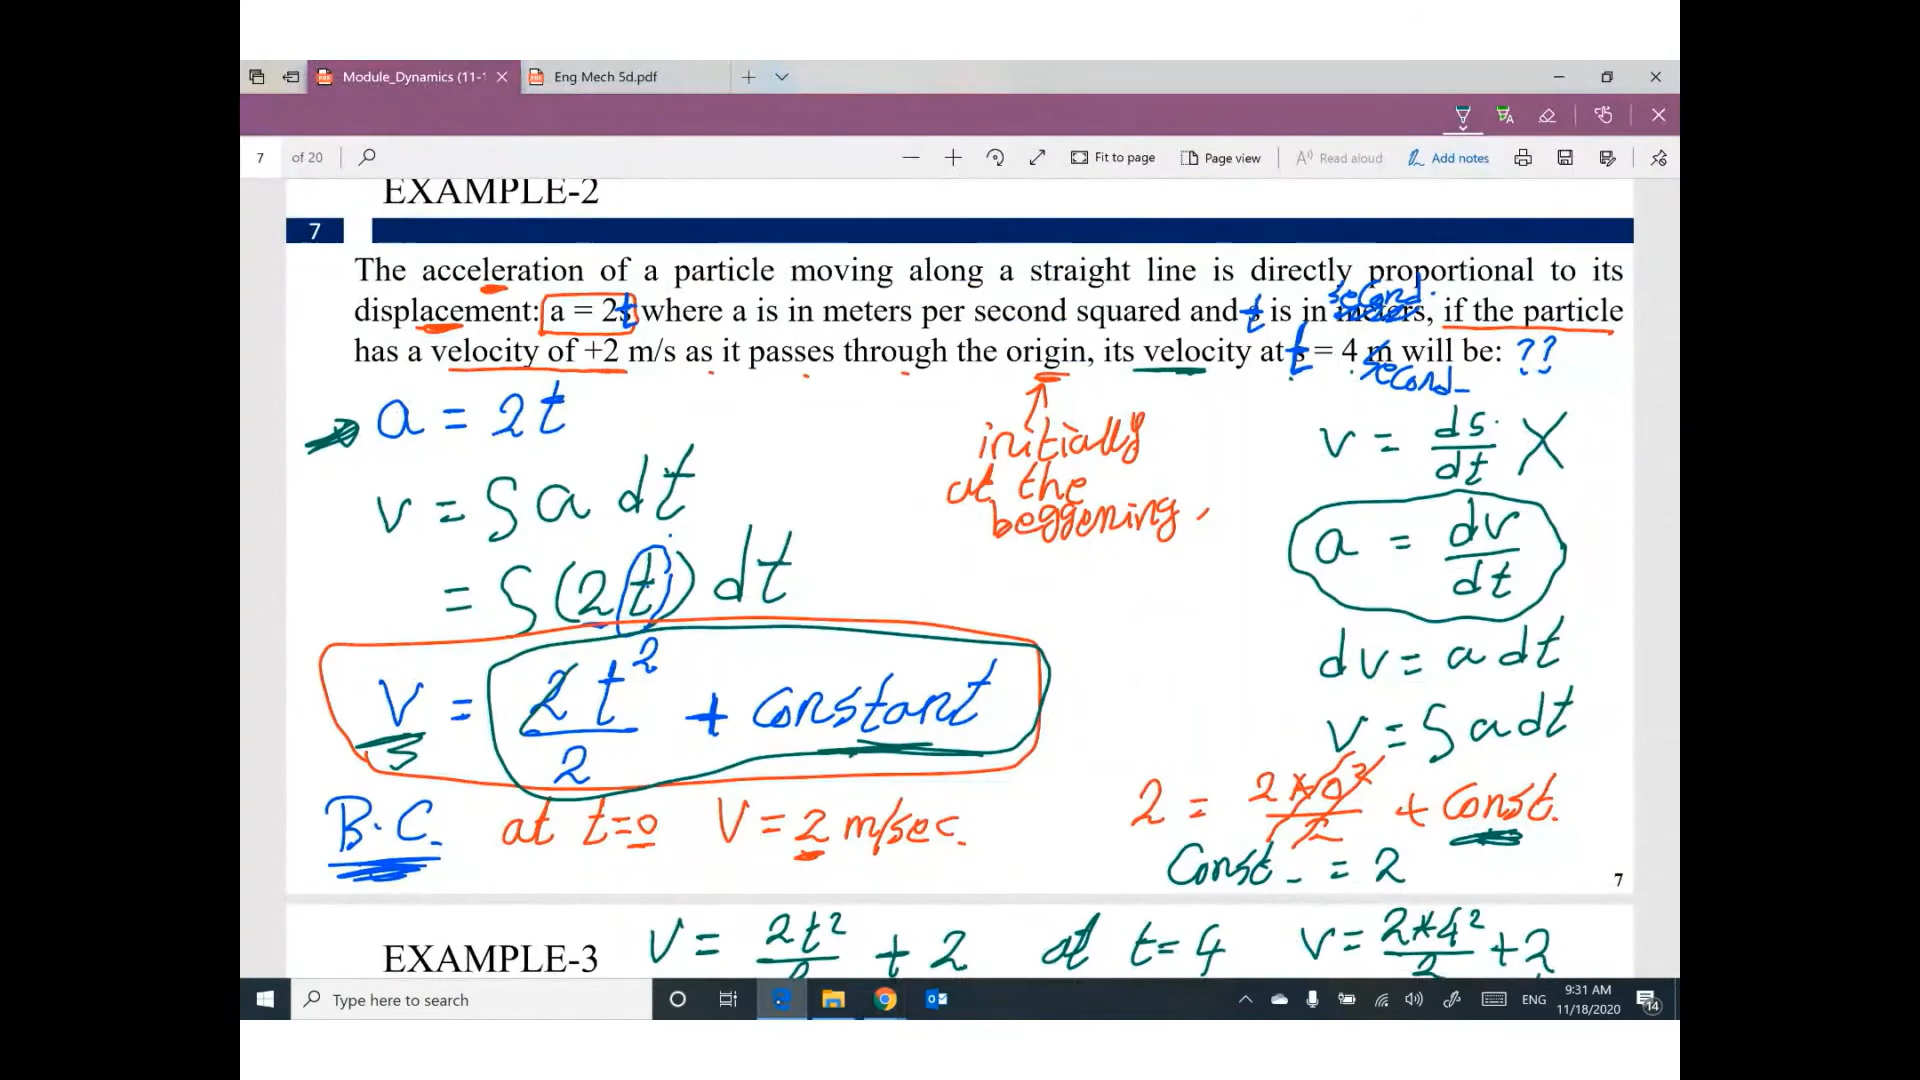 Module_Dynamics (11-1
Eng Mech 5d.pdf
7 of 20
Fit to page
Page view
Read aloud
Add notes
EXAMPLE-2
7
The acceleration of a particle moving along a straight line is directly proportional to its
second.
displacement: a = 2t where a is in meters per second squared and t is in meters, if the particle
has a velocity of +2 m/s as it passes through the origin, its velocity at t = 4 m will be: ??
second
a = 2t
v = ds/dt X
initially
at the
beggening
v = ∫ a dt
a = dv/dt
= ∫ (2t) dt
dv = a dt
v = 2t²/2 + constant
v = ∫ a dt
B.C. at t=0 V = 2 m/sec.
2 = 2*0²/2 + Const.
Const. = 2
7
EXAMPLE-3
V = 2t²/2 + 2 at t = 4 v = 2*4²/2 + 2
Type here to search
ENG
9:31 AM
11/18/2020
14